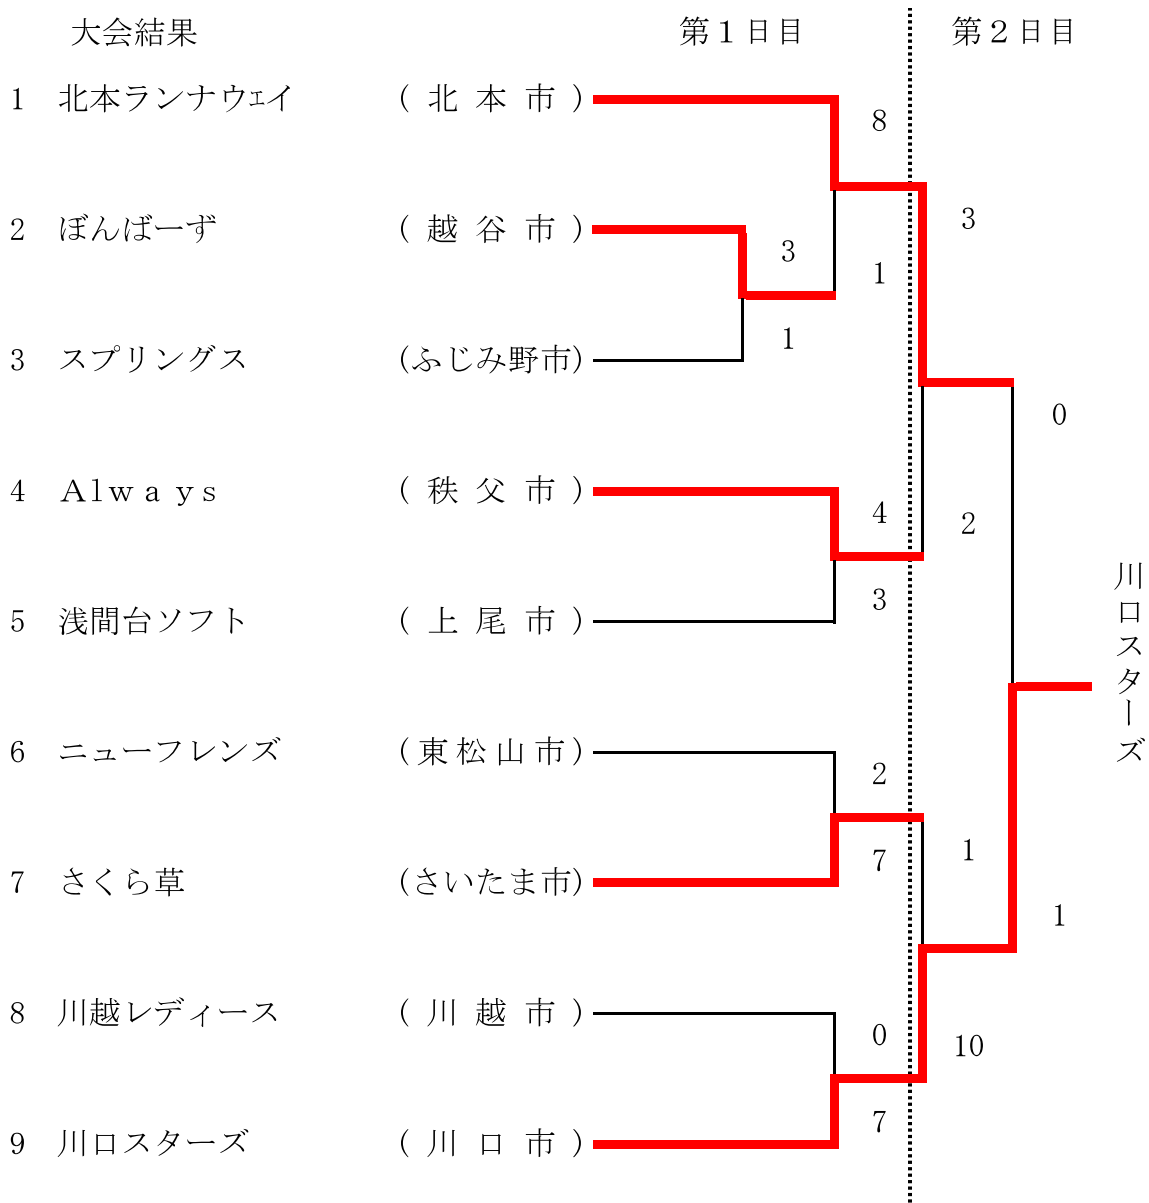 大会結果 第１日目 第２日目
1 北本ランナウェイ (北本市)
8
2 ぼんばーず (越谷市)
3
3
1
1
3 スプリングス (ふじみ野市)
0
4 Always (秩父市)
4
2
3
5 浅間台ソフト (上尾市)
川口スターズ
6 ニューフレンズ (東松山市)
2
1
7
7 さくら草 (さいたま市)
1
8 川越レディース (川越市)
0
10
7
9 川口スターズ (川口市)